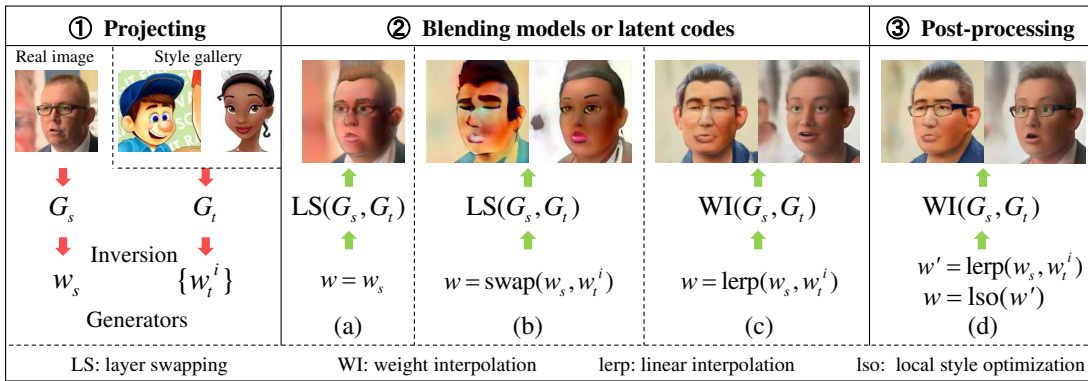 ① Projecting
② Blending models or latent codes
③ Post-processing
Real image
Style gallery
G_s
G_t
LS(G_s, G_t)
LS(G_s, G_t)
WI(G_s, G_t)
WI(G_s, G_t)
Inversion
w_s
{w_t^i}
w = w_s
w = swap(w_s, w_t^i)
w = lerp(w_s, w_t^i)
w' = lerp(w_s, w_t^i)
w = lso(w')
Generators
(a)
(b)
(c)
(d)
LS: layer swapping
WI: weight interpolation
lerp: linear interpolation
lso: local style optimization